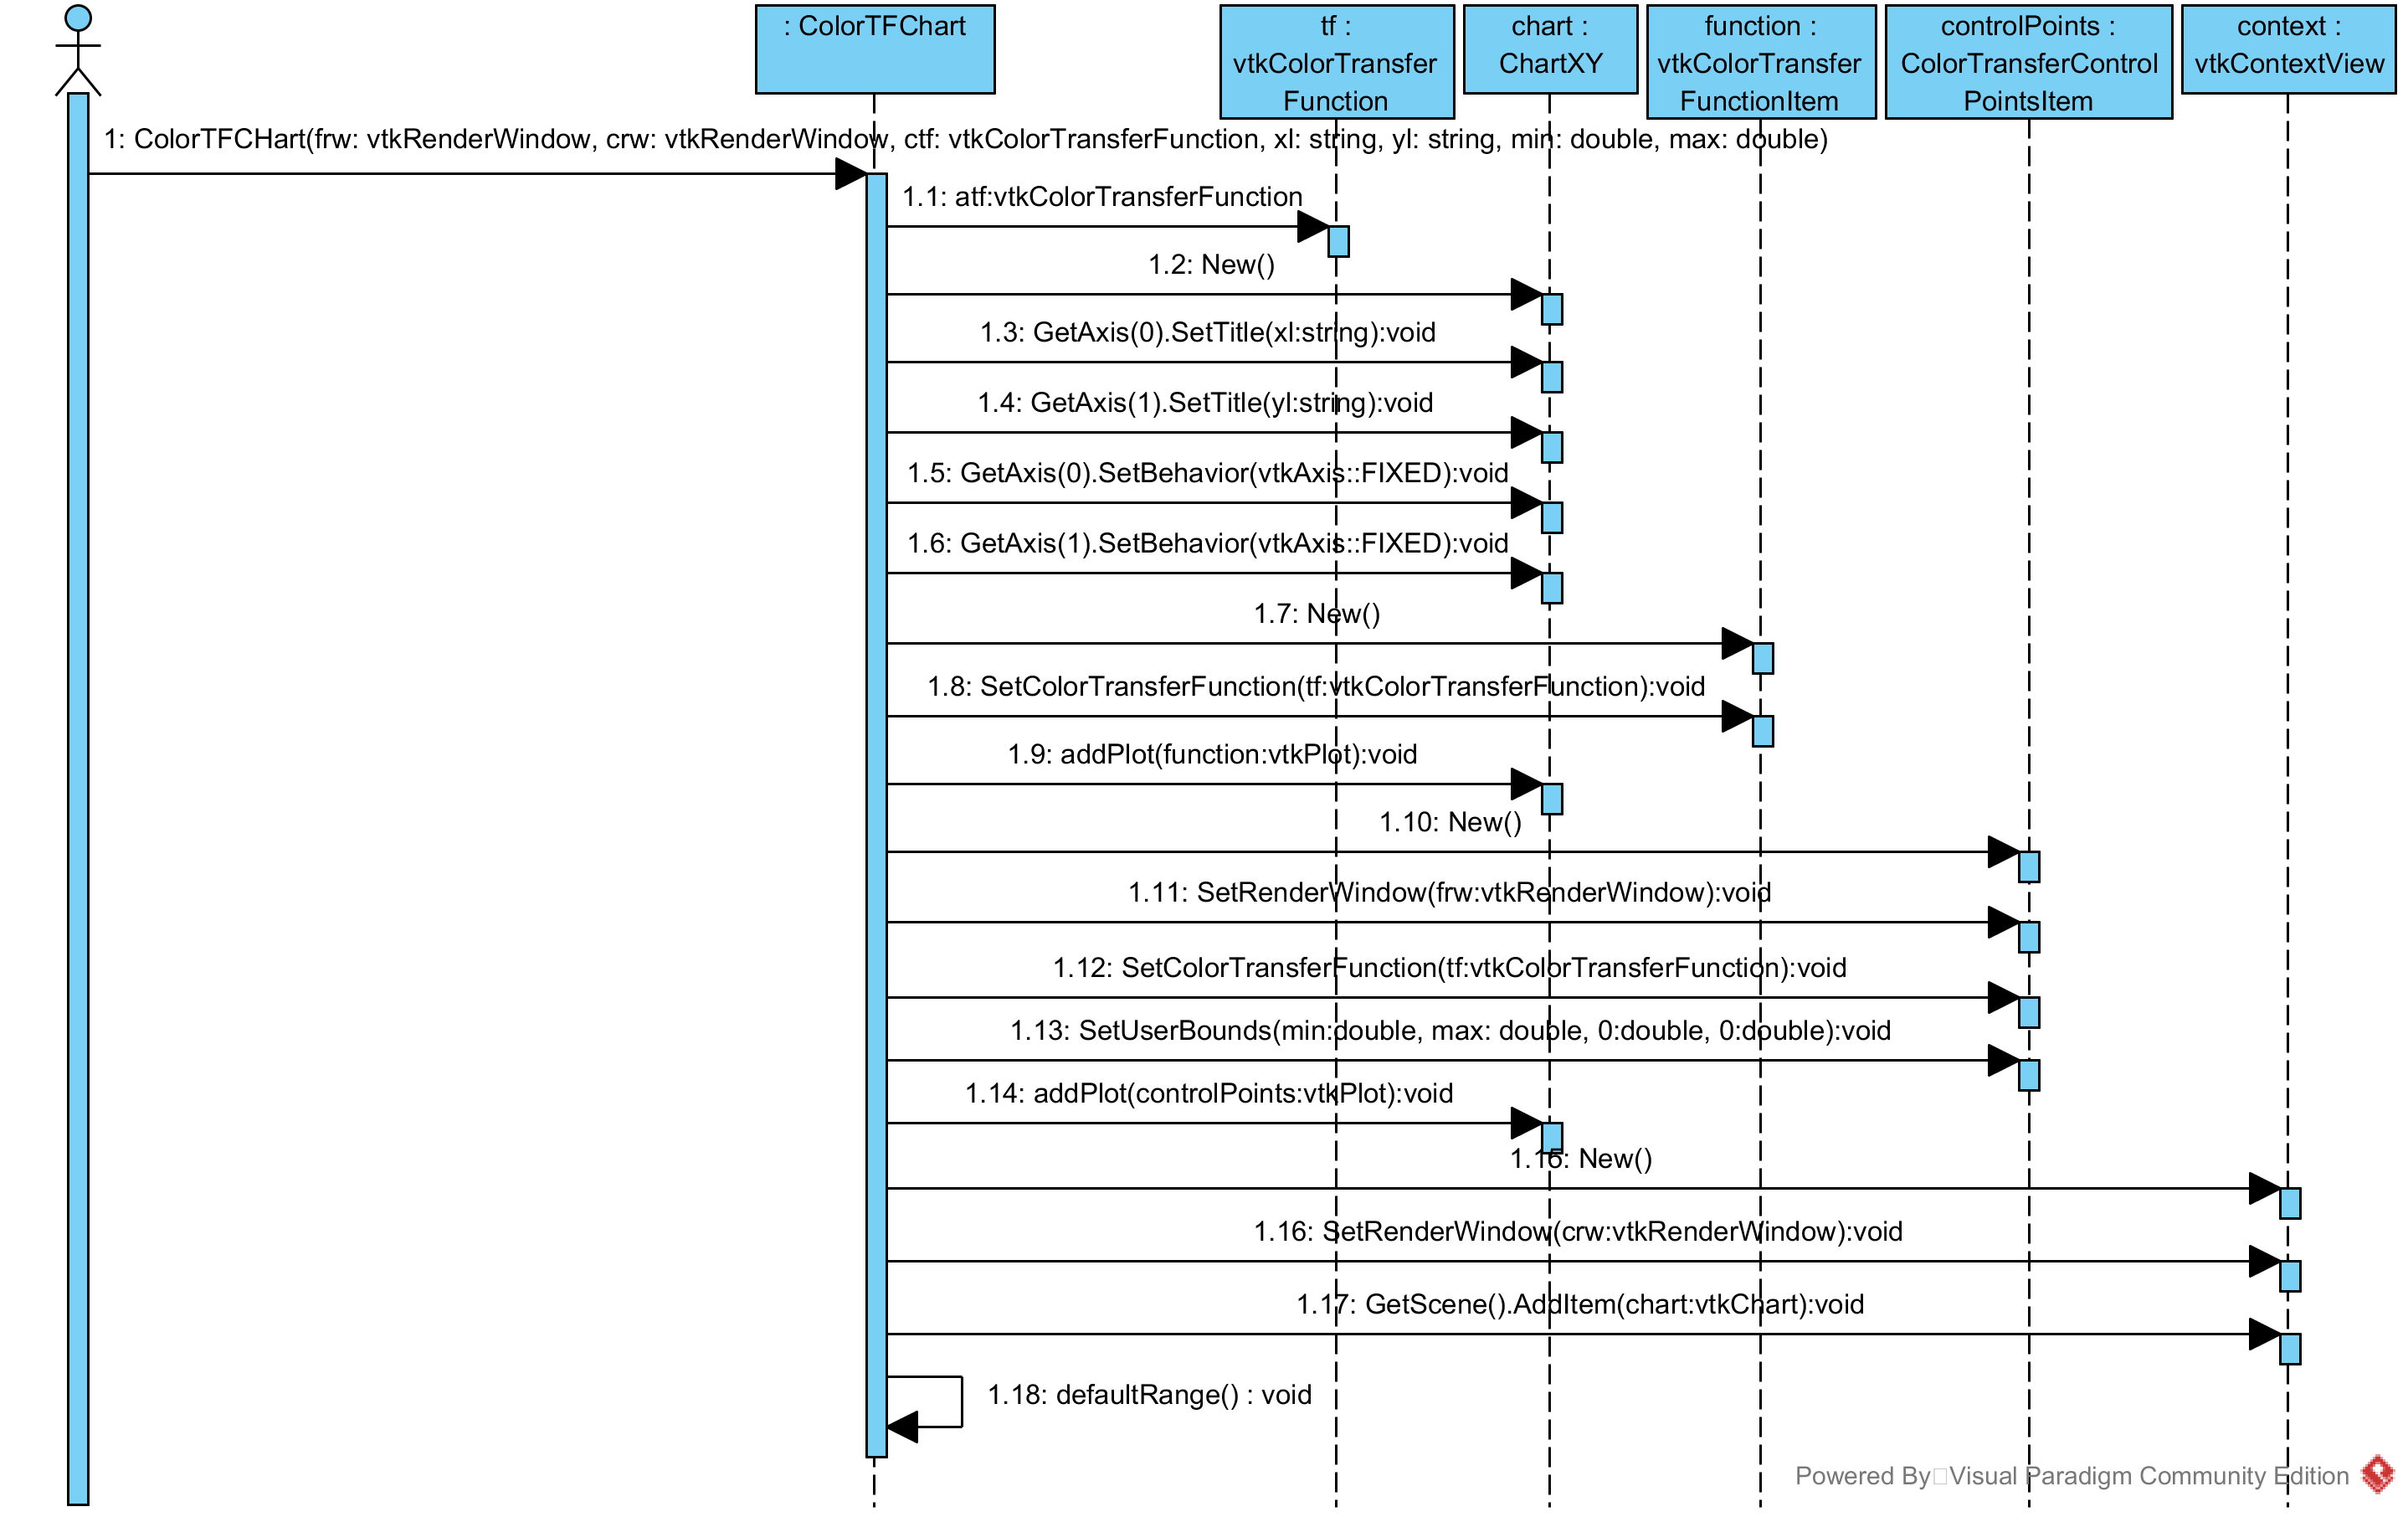 : ColorTFChart
tf :
vtkColorTransfer
Function
chart :
ChartXY
function :
vtkColorTransfer
FunctionItem
controlPoints :
ColorTransferControl
PointsItem
context :
vtkContextView
1: ColorTFCHart(frw: vtkRenderWindow, crw: vtkRenderWindow, ctf: vtkColorTransferFunction, xl: string, yl: string, min: double, max: double)
1.1: atf:vtkColorTransferFunction
1.2: New()
1.3: GetAxis(0).SetTitle(xl:string):void
1.4: GetAxis(1).SetTitle(yl:string):void
1.5: GetAxis(0).SetBehavior(vtkAxis::FIXED):void
1.6: GetAxis(1).SetBehavior(vtkAxis::FIXED):void
1.7: New()
1.8: SetColorTransferFunction(tf:vtkColorTransferFunction):void
1.9: addPlot(function:vtkPlot):void
1.10: New()
1.11: SetRenderWindow(frw:vtkRenderWindow):void
1.12: SetColorTransferFunction(tf:vtkColorTransferFunction):void
1.13: SetUserBounds(min:double, max: double, 0:double, 0:double):void
1.14: addPlot(controlPoints:vtkPlot):void
1.15: New()
1.16: SetRenderWindow(crw:vtkRenderWindow):void
1.17: GetScene().AddItem(chart:vtkChart):void
1.18: defaultRange() : void
Powered By Visual Paradigm Community Edition